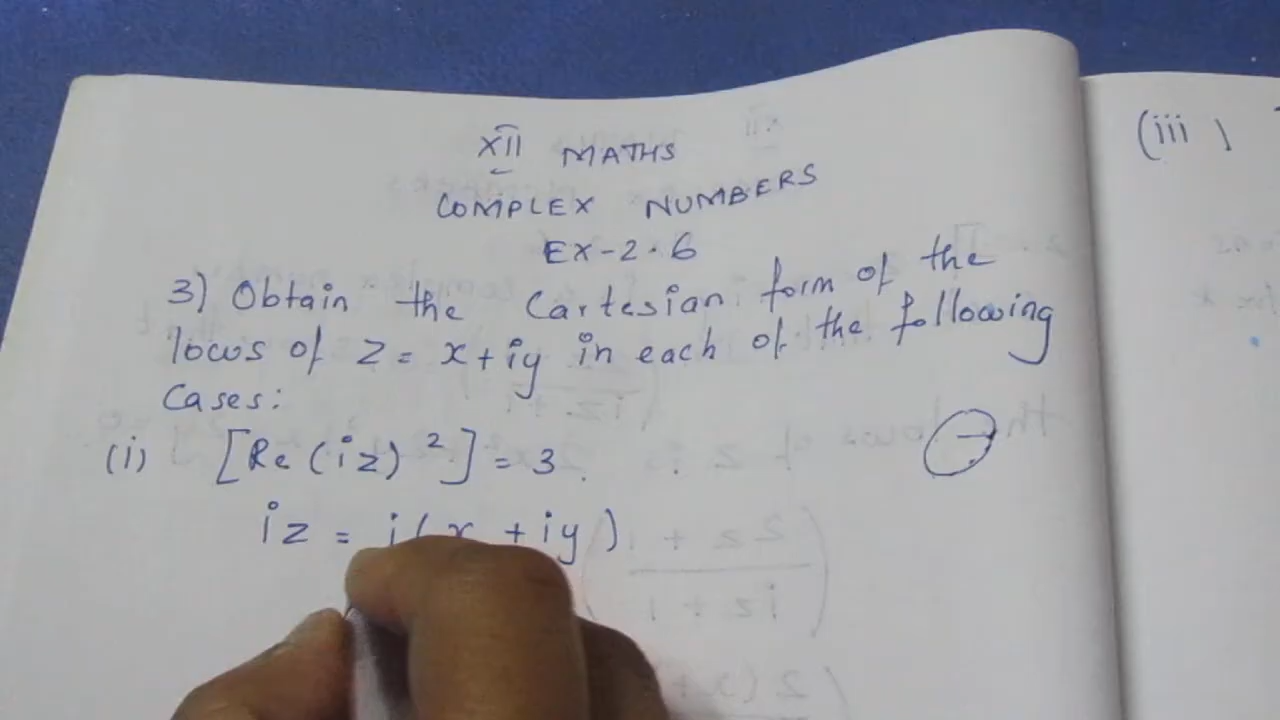 XII MATHS
COMPLEX NUMBERS
EX-2.6
3) Obtain the Cartesian form of the
locus of z = x + iy in each of the following
Cases:
(i) [Re (iz)²] = 3.
iz = i(x + iy)
(iii)